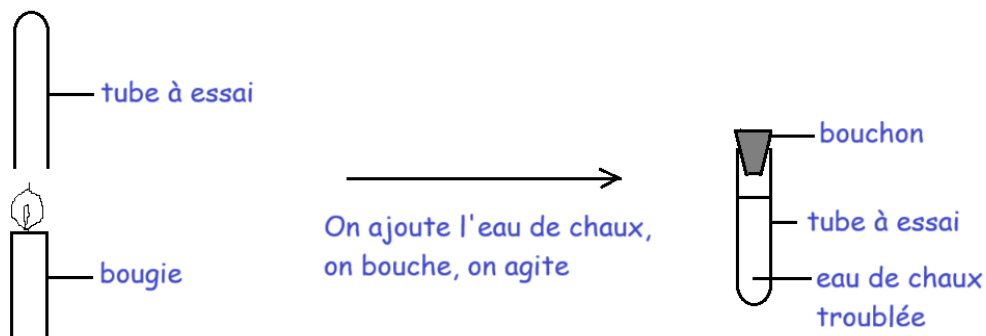 tube à essai
bougie
On ajoute l'eau de chaux,
on bouche, on agite
bouchon
tube à essai
eau de chaux
troublée